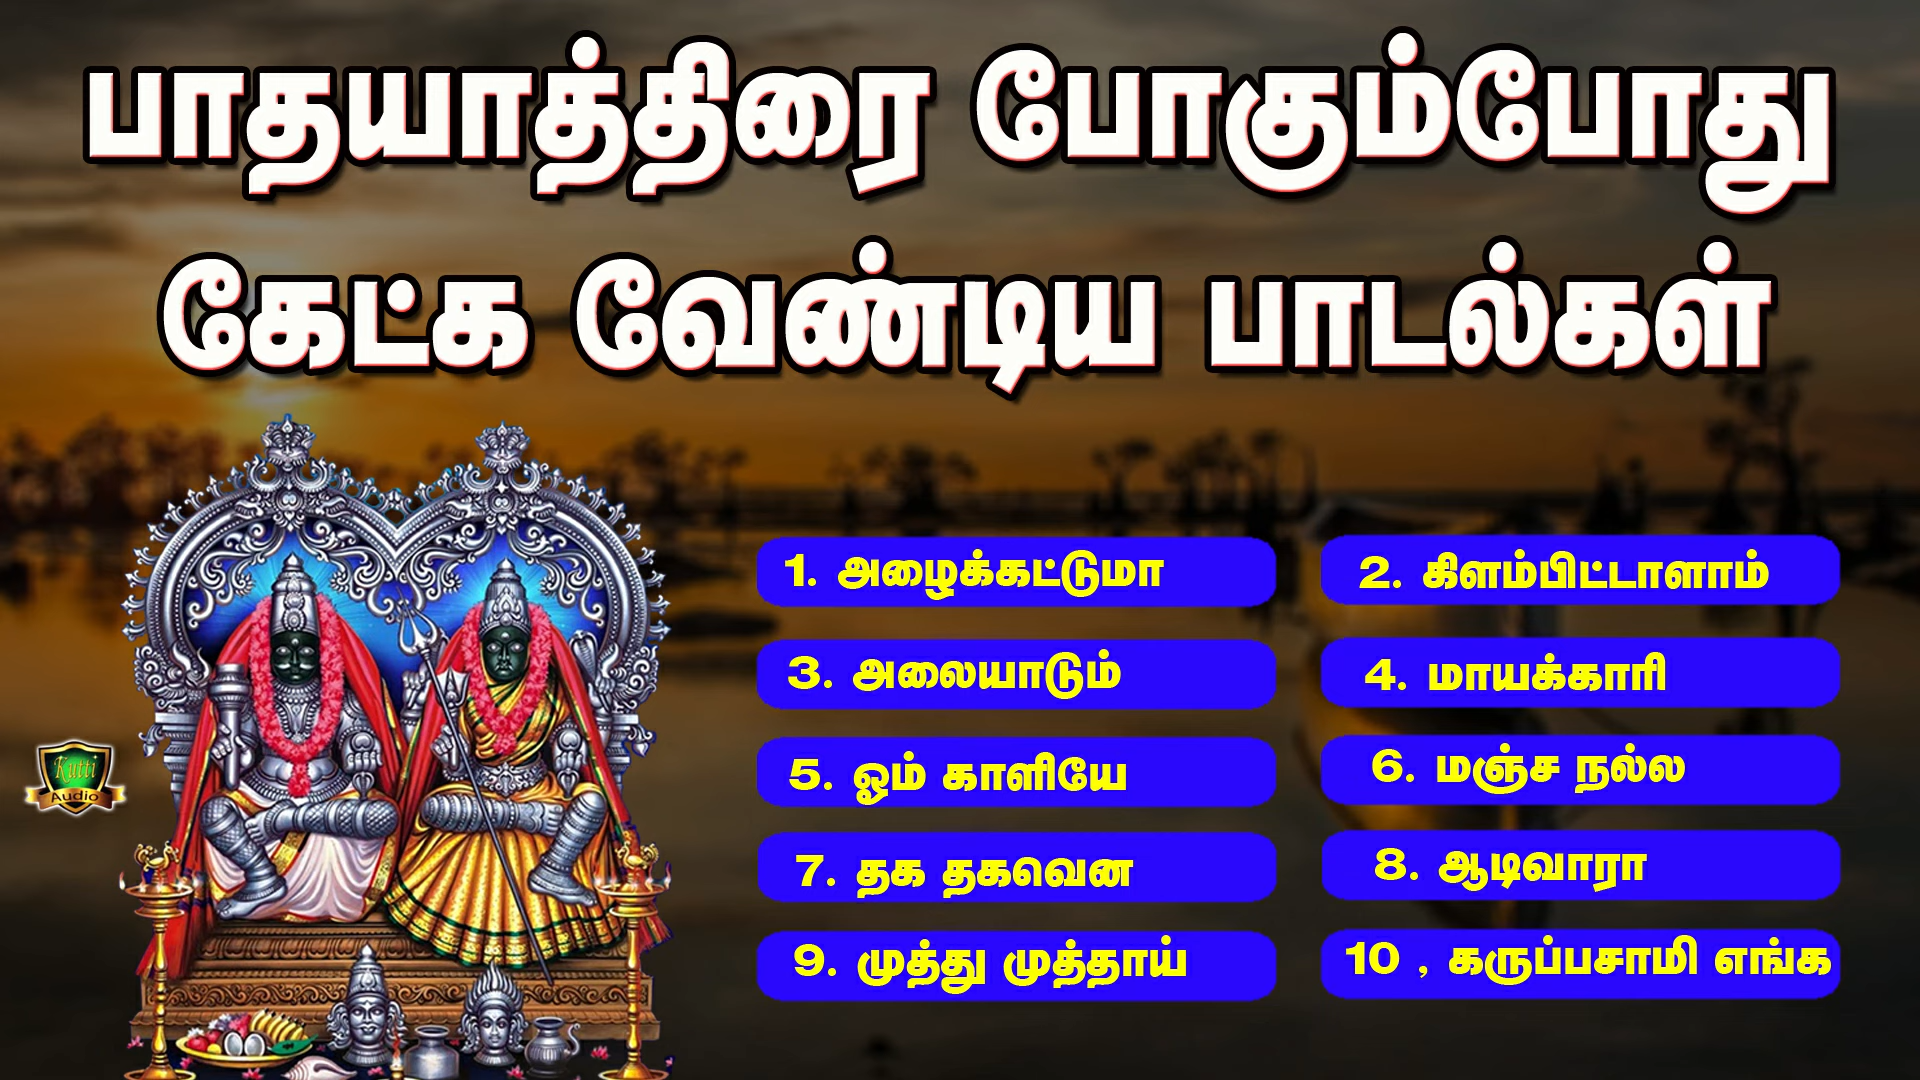 பாதயாத்திரை போகும்போது
கேட்க வேண்டிய பாடல்கள்
1. அழைக்கட்டுமா
2. கிளம்பிட்டாளாம்
3. அலையாடும்
4. மாயக்காரி
5. ஓம் காளியே
6. மஞ்ச நல்ல
7. தக தகவென
8. ஆடிவாரா
9. முத்து முத்தாய்
10 , கருப்பசாமி எங்க
Kutti
Audio